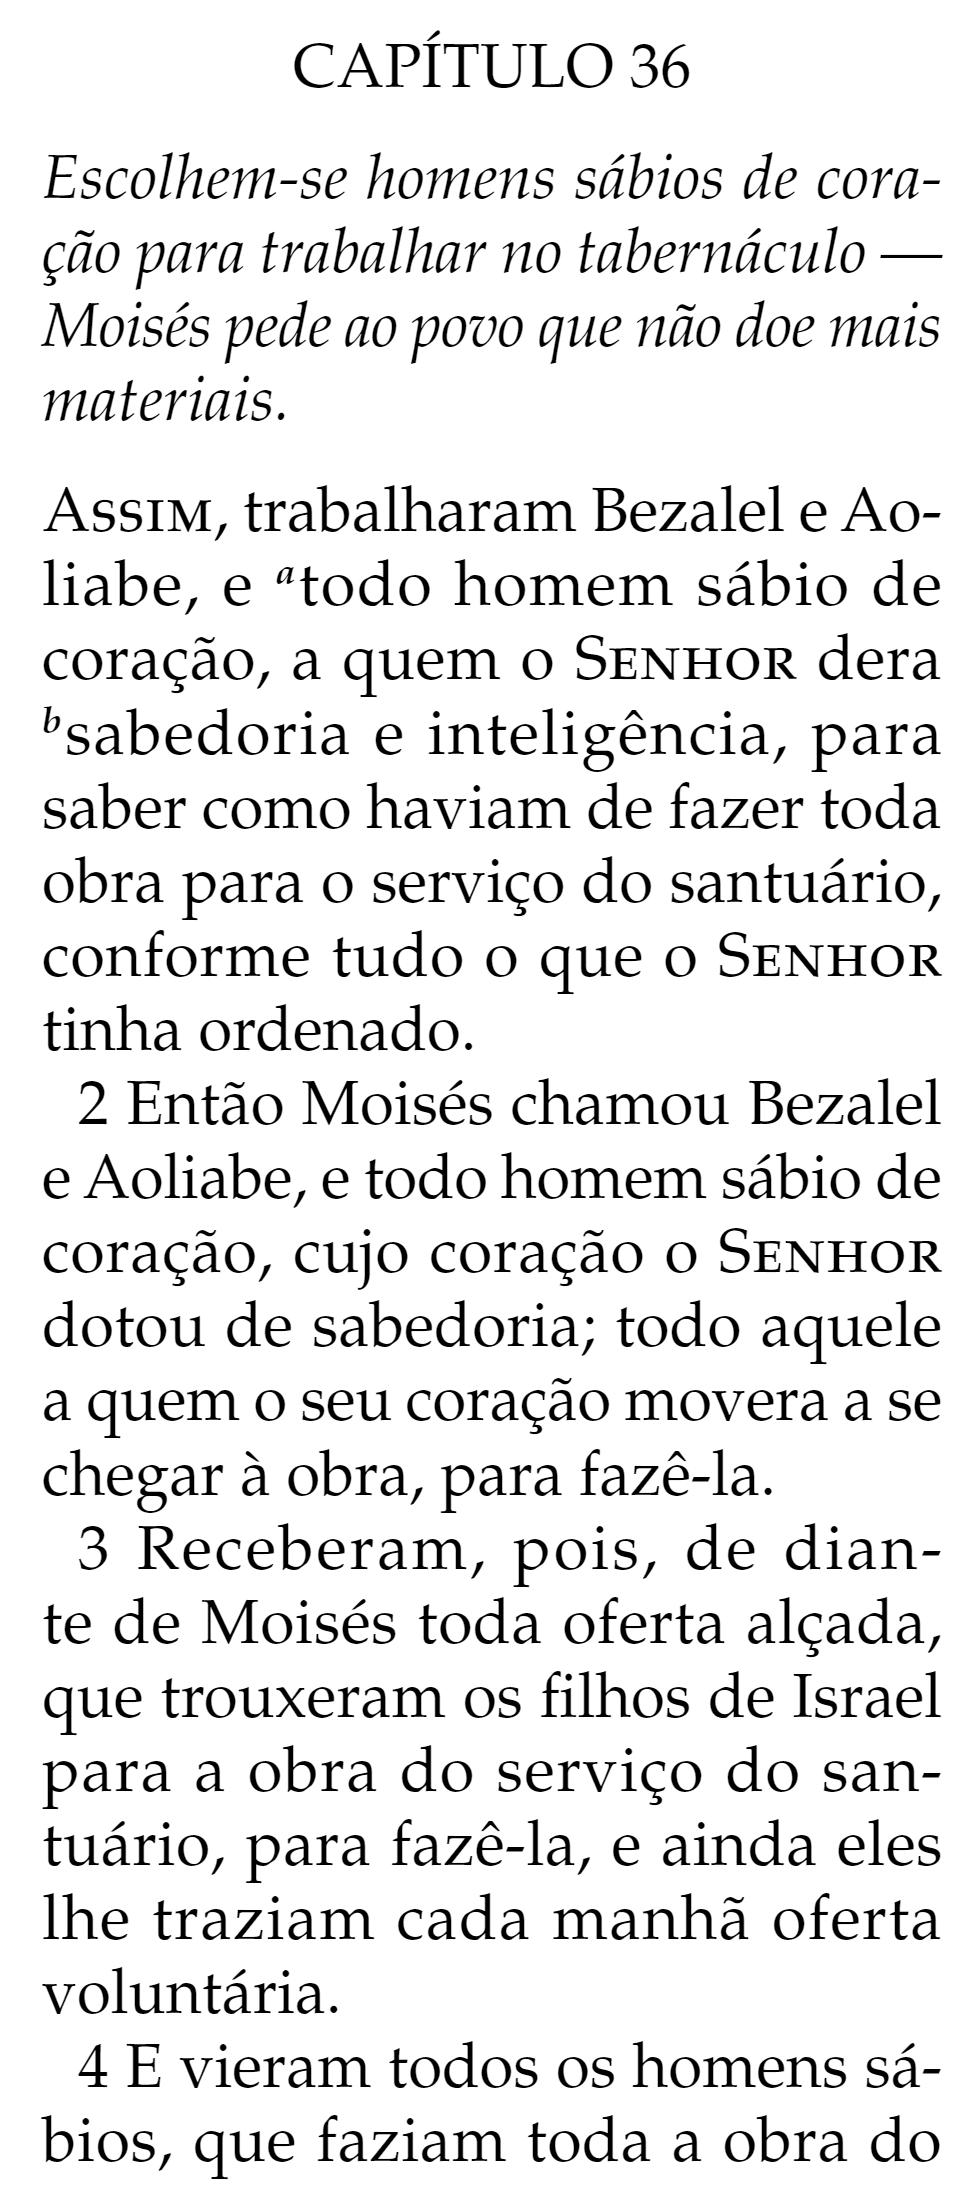 CAPÍTULO 36
Escolhem-se homens sábios de cora-
ção para trabalhar no tabernáculo —
Moisés pede ao povo que não doe mais
materiais.
Assim, trabalharam Bezalel e Ao-
liabe, e a todo homem sábio de
coração, a quem o Senhor dera
b sabedoria e inteligência, para
saber como haviam de fazer toda
obra para o serviço do santuário,
conforme tudo o que o Senhor
tinha ordenado.
2 Então Moisés chamou Bezalel
e Aoliabe, e todo homem sábio de
coração, cujo coração o Senhor
dotou de sabedoria; todo aquele
a quem o seu coração movera a se
chegar à obra, para fazê-la.
3 Receberam, pois, de dian-
te de Moisés toda oferta alçada,
que trouxeram os filhos de Israel
para a obra do serviço do san-
tuário, para fazê-la, e ainda eles
lhe traziam cada manhã oferta
voluntária.
4 E vieram todos os homens sá-
bios, que faziam toda a obra do